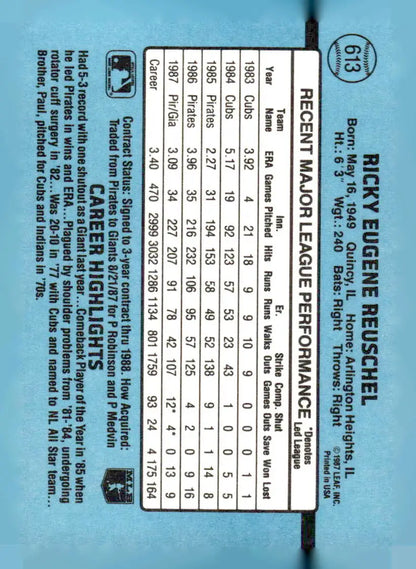 613
RICKY EUGENE REUSCHEL
Born: May 16, 1949 Quincy, IL Home: Arlington Heights, IL
Ht.: 6'3" Wgt.: 240 Bats: Right Throws: Right
© 1987 LEAF, INC.
Printed in USA
RECENT MAJOR LEAGUE PERFORMANCE *Denotes Led League
Year Team Name ERA Games Inn. Pitched Hits Runs Er. Runs Walks Strike Outs Comp. Games Shut Outs Save Won Lost
1983 Cubs 3.92 4 21 18 9 9 10 9 0 0 0 1 1
1984 Cubs 5.17 19 92 123 57 53 23 43 1 0 0 5 5
1985 Pirates 2.27 31 194 153 58 49 52 138 9 1 1 14 8
1986 Pirates 3.96 35 216 232 106 95 57 125 4 2 0 9 16
1987 Pir/Gia 3.09 34 227 207 91 78 42 107 12* 4* 0 13 9
Career 3.40 470 2999 3032 1286 1134 801 1759 93 24 4 175 164
Contract Status: Signed to 3-year contract thru 1988. How Acquired:
Traded from Pirates to Giants 8/21/87 for P Robinson and P Medvin
CAREER HIGHLIGHTS
Had 5-3 record with one shutout as Giant last year...Comeback Player of the Year in '85 when
he led Pirates in wins and ERA....Plagued by shoulder problems from '81-'84, undergoing
rotator cuff surgery in '82...Was 20-10 in '77 with Cubs and named to NL All Star team...
Brother, Paul, pitched for Cubs and Indians in '70s.